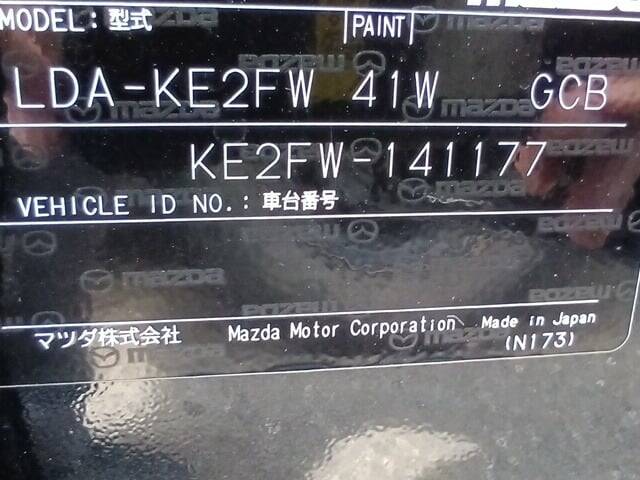 MODEL: 型式 PAINT
LDA-KE2FW 41W GCB
KE2FW-141177
VEHICLE ID NO.: 車台番号
マツダ株式会社 Mazda Motor Corporation Made in Japan
(N173)